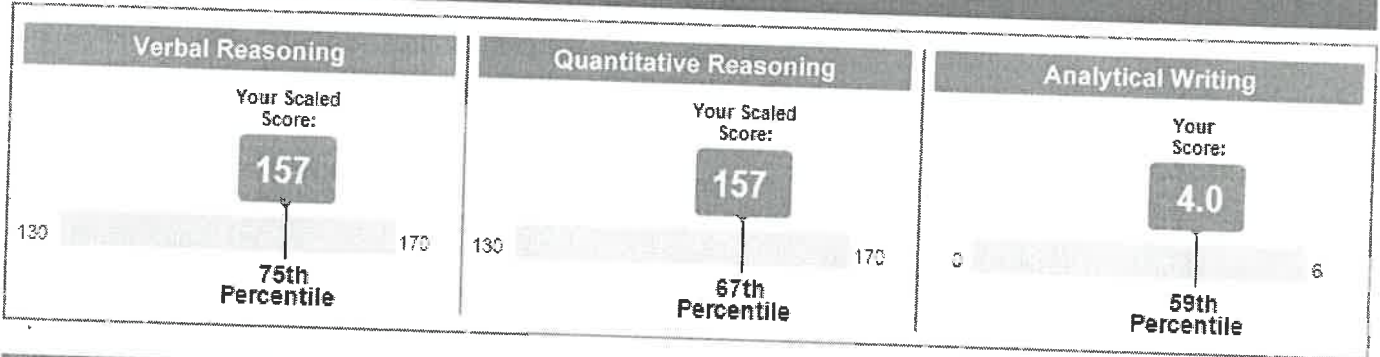 Verbal Reasoning
Your Scaled
Score:
157
130
170
75th
Percentile
Quantitative Reasoning
Your Scaled
Score:
157
130
170
67th
Percentile
Analytical Writing
Your
Score:
4.0
0
6
59th
Percentile